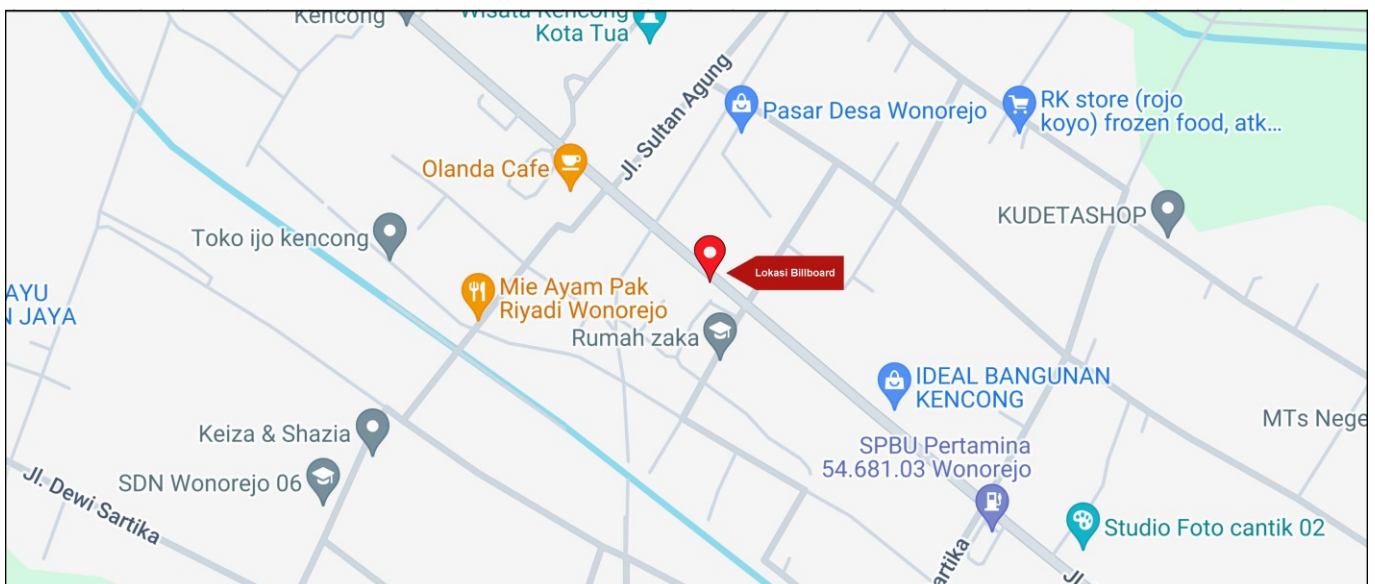 Kencong
Wisata Kencong
Kota Tua
Jl. Sultan Agung
Pasar Desa Wonorejo
RK store (rojo
koyo) frozen food, atk...
Olanda Cafe
KUDETASHOP
Toko ijo kencong
Lokasi Billboard
AYU
N JAYA
Mie Ayam Pak
Riyadi Wonorejo
Rumah zaka
IDEAL BANGUNAN
KENCONG
MTs Nege
Keiza & Shazia
SPBU Pertamina
54.681.03 Wonorejo
SDN Wonorejo 06
Jl. Dewi Sartika
Studio Foto cantik 02
artika
Jl.